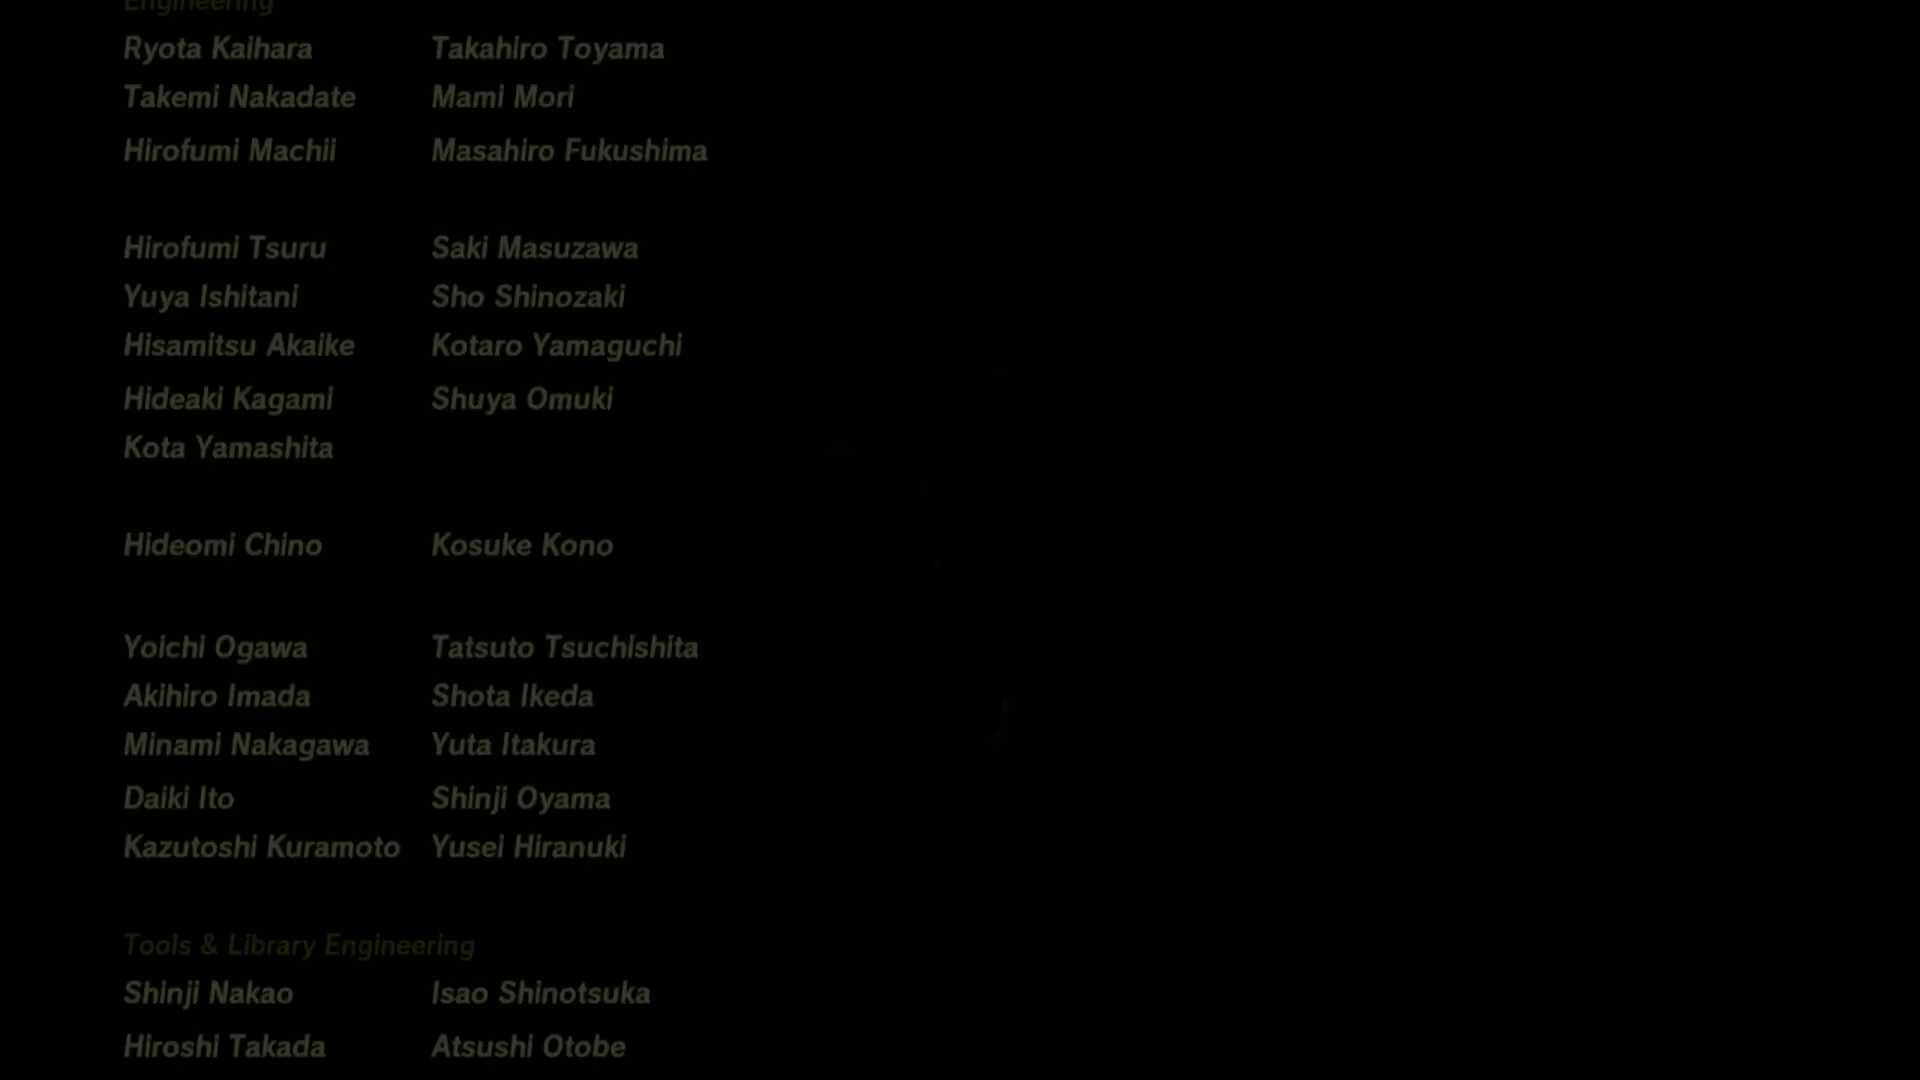 Engineering
Ryota Kaihara Takahiro Toyama
Takemi Nakadate Mami Mori
Hirofumi Machii Masahiro Fukushima
Hirofumi Tsuru Saki Masuzawa
Yuya Ishitani Sho Shinozaki
Hisamitsu Akaike Kotaro Yamaguchi
Hideaki Kagami Shuya Omuki
Kota Yamashita
Hideomi Chino Kosuke Kono
Yoichi Ogawa Tatsuto Tsuchishita
Akihiro Imada Shota Ikeda
Minami Nakagawa Yuta Itakura
Daiki Ito Shinji Oyama
Kazutoshi Kuramoto Yusei Hiranuki
Tools & Library Engineering
Shinji Nakao Isao Shinotsuka
Hiroshi Takada Atsushi Otobe